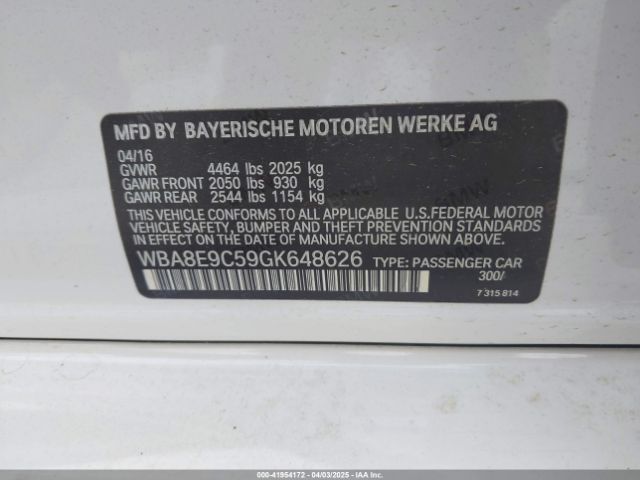 MFD BY BAYERISCHE MOTOREN WERKE AG
04/16
GVWR 4464 lbs 2025 kg
GAWR FRONT 2050 lbs 930 kg
GAWR REAR 2544 lbs 1154 kg
THIS VEHICLE CONFORMS TO ALL APPLICABLE U.S.FEDERAL MOTOR
VEHICLE SAFETY, BUMPER, AND THEFT PREVENTION STANDARDS
IN EFFECT ON THE DATE OF MANUFACTURE SHOWN ABOVE.
WBA8E9C59GK648626 TYPE: PASSENGER CAR
300/
7 315 814
000-41954172 - 04/03/2025 - IAAI.CA